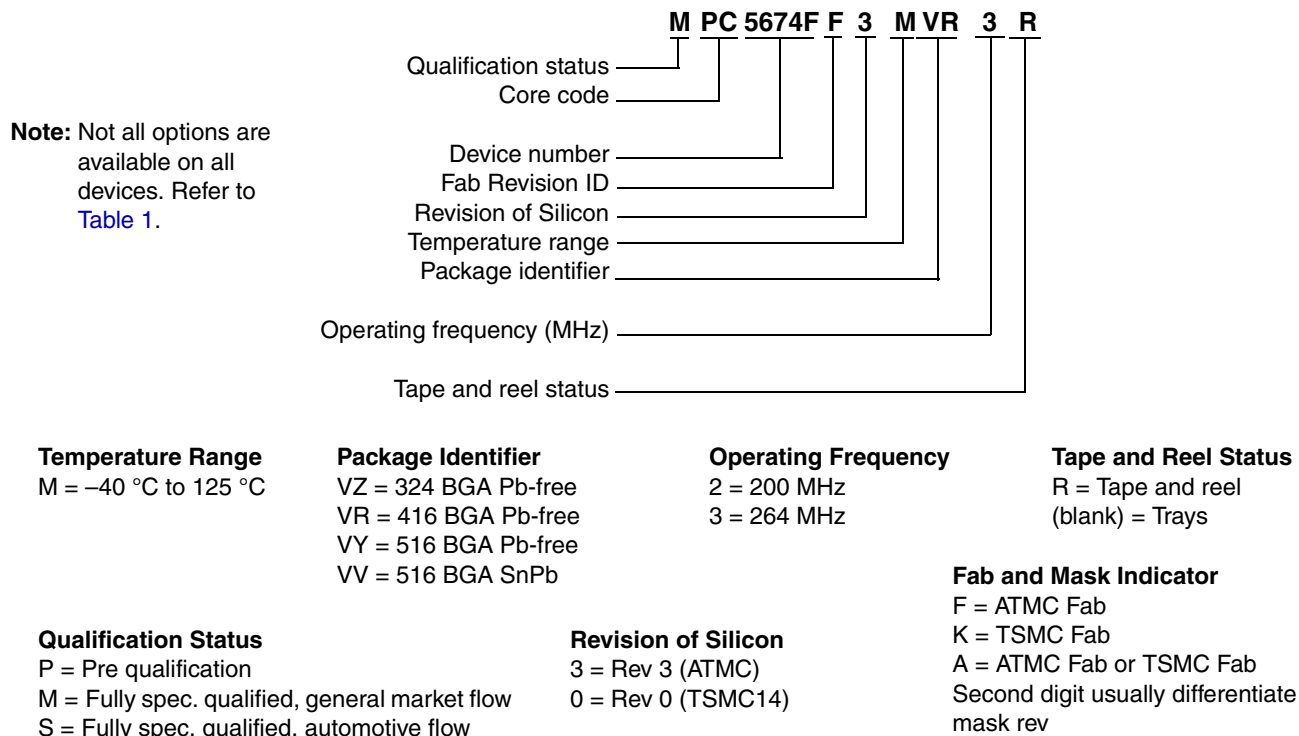 M PC 5674F F 3 M VR 3 R
Qualification status
Core code
Note: Not all options are
available on all
devices. Refer to
Table 1.
Device number
Fab Revision ID
Revision of Silicon
Temperature range
Package identifier
Operating frequency (MHz)
Tape and reel status
Temperature Range
M = –40 °C to 125 °C
Package Identifier
VZ = 324 BGA Pb-free
VR = 416 BGA Pb-free
VY = 516 BGA Pb-free
VV = 516 BGA SnPb
Operating Frequency
2 = 200 MHz
3 = 264 MHz
Tape and Reel Status
R = Tape and reel
(blank) = Trays
Fab and Mask Indicator
F = ATMC Fab
K = TSMC Fab
A = ATMC Fab or TSMC Fab
Second digit usually differentiate
mask rev
Qualification Status
P = Pre qualification
M = Fully spec. qualified, general market flow
S = Fully spec. qualified, automotive flow
Revision of Silicon
3 = Rev 3 (ATMC)
0 = Rev 0 (TSMC14)